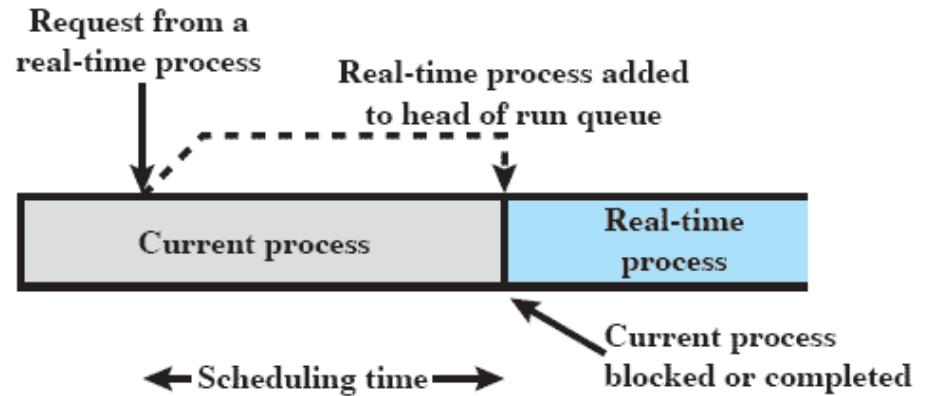 Request from a
real-time process
Real-time process added
to head of run queue
Current process
Real-time
process
Current process
blocked or completed
Scheduling time